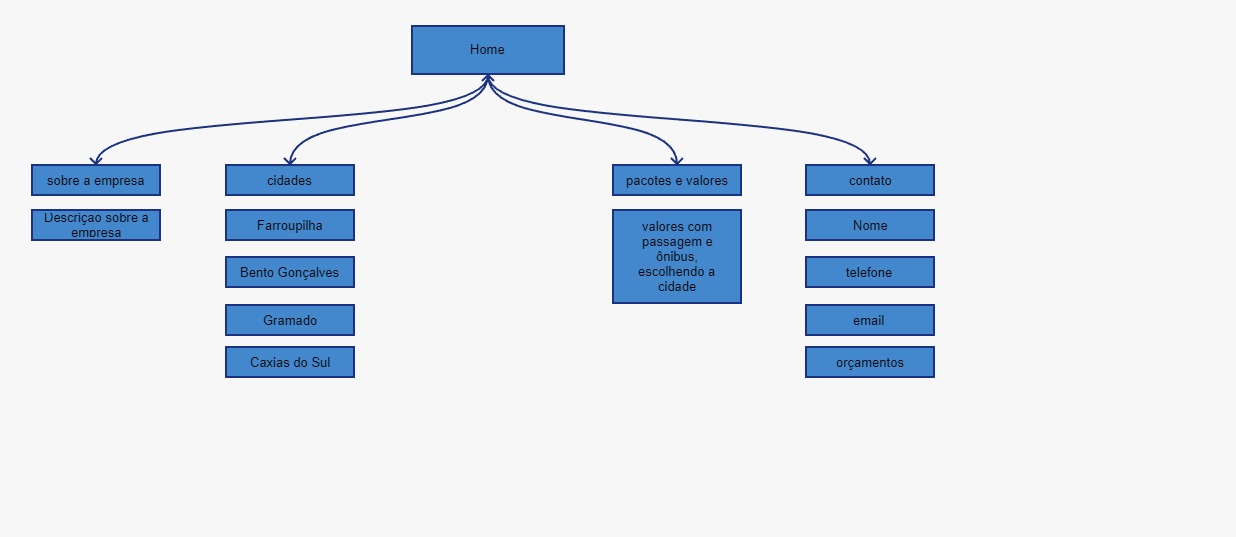 Home
sobre a empresa
Descrição sobre a
empresa
cidades
Farroupilha
Bento Gonçalves
Gramado
Caxias do Sul
pacotes e valores
valores com
passagem e
ônibus,
escolhendo a
cidade
contato
Nome
telefone
email
orçamentos